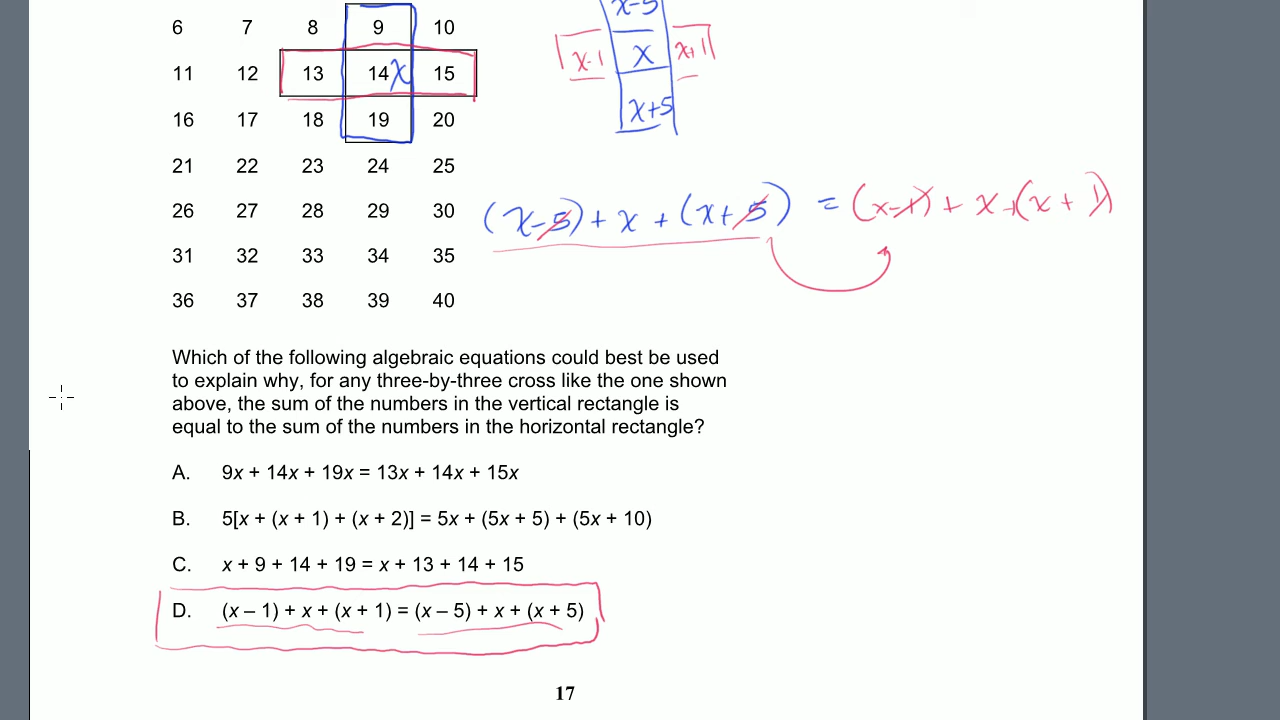 6 7 8 9 10
x-5
11 12 13 14 x 15
x-1 x x+1
16 17 18 19 20
x+5
21 22 23 24 25
26 27 28 29 30
(x-5) + x + (x+5) = (x-1) + x + (x+1)
31 32 33 34 35
36 37 38 39 40
Which of the following algebraic equations could best be used
to explain why, for any three-by-three cross like the one shown
above, the sum of the numbers in the vertical rectangle is
equal to the sum of the numbers in the horizontal rectangle?
A. 9x + 14x + 19x = 13x + 14x + 15x
B. 5[x + (x + 1) + (x + 2)] = 5x + (5x + 5) + (5x + 10)
C. x + 9 + 14 + 19 = x + 13 + 14 + 15
D. (x – 1) + x + (x + 1) = (x – 5) + x + (x + 5)
17